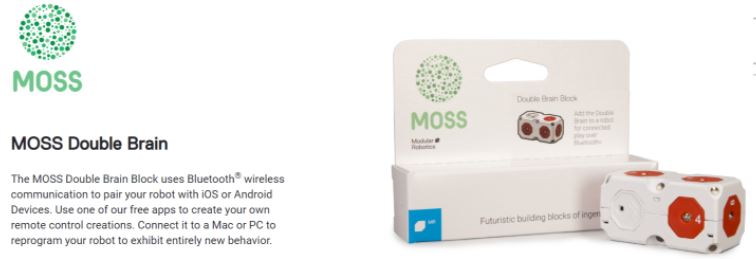 MOSS
MOSS Double Brain
The MOSS Double Brain Block uses Bluetooth® wireless
communication to pair your robot with iOS or Android
Devices. Use one of our free apps to create your own
remote control creations. Connect it to a Mac or PC to
reprogram your robot to exhibit entirely new behavior.
MOSS
Modular
Robotics
Double Brain Block
Add the Double
Brain to a robot
for connected
play over
Bluetooth
Futuristic building blocks of ingen
4